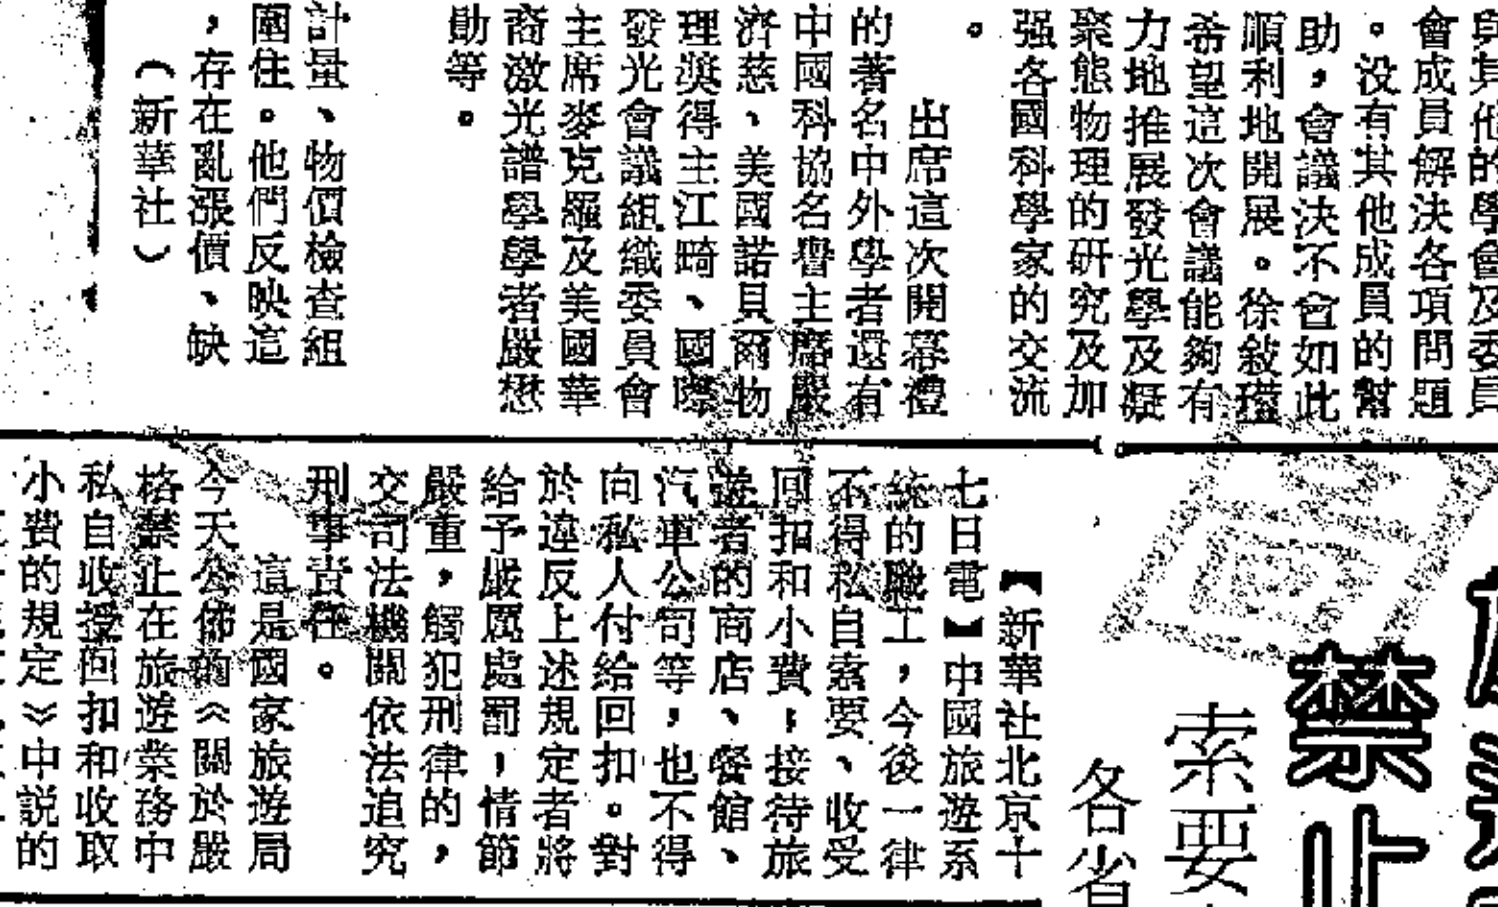 與其他的學會及委員
會成員解決各項問題
。没有其他成員的幫
助，會議決不會如此
順利地開展。徐敍瑆
希望這次會議能夠有
力地推展發光學及凝
聚態物理的研究及加
强各國科學家的交流
。
出席這次開幕禮
的著名中外學者還有
中國科協名譽主席嚴
濟慈、美國諾貝爾物
理獎得主江崎、國際
發光會議組織委員會
主席麥克羅及美國華
裔激光譜學學者嚴懋
勛等。
計量、物價檢查組
圍住。他們反映這
，存在亂漲價、缺
（新華社）
禁止
索要
各省
【新華社北京十
七日電】中國旅遊系
統的職工，今後一律
不得私自索要、收受
回扣和小費；接待旅
遊者的商店、餐館、
汽車公司等，也不得
向私人付給回扣。對
於違反上述規定者將
給予嚴厲處罰，情節
嚴重，觸犯刑律的，
交司法機關依法追究
刑事責任。
這是國家旅遊局
今天公佈的《關於嚴
格禁止在旅遊業務中
私自收授回扣和收取
小費的規定》中説的